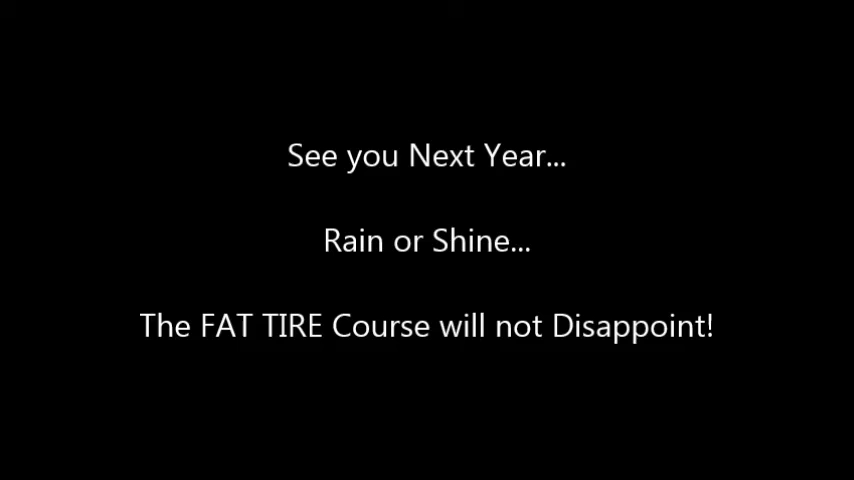 See you Next Year...
Rain or Shine...
The FAT TIRE Course will not Disappoint!